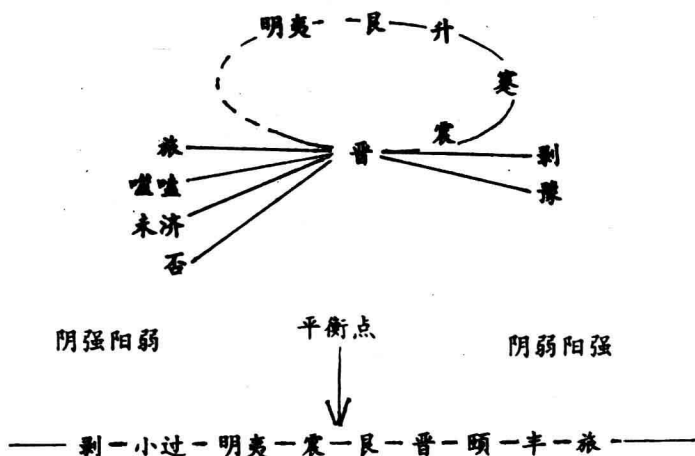 明夷 艮 升
蹇
震
旅 晋 剥
噬嗑 豫
未济
否
阴强阳弱 平衡点 阴弱阳强
剥 小过 明夷 震 艮 晋 颐 丰 旅